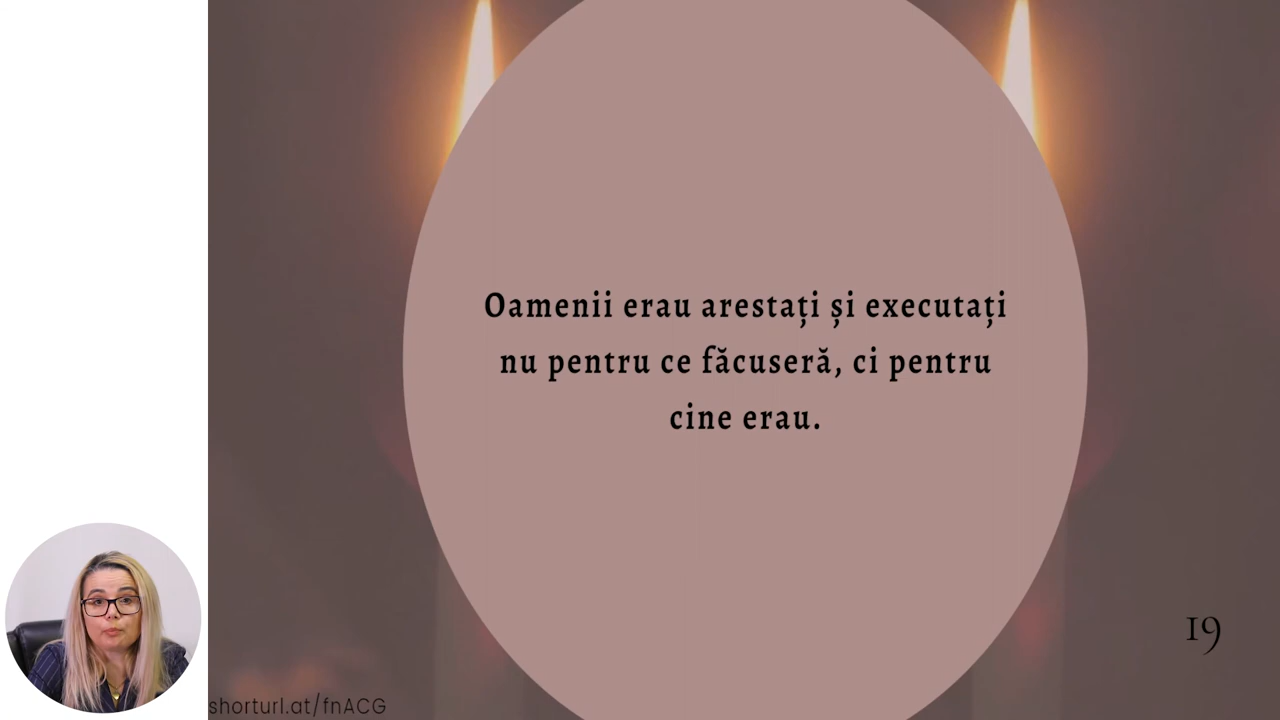 Oamenii erau arestați și executați
nu pentru ce făcuseră, ci pentru
cine erau.
19
shorturl.at/fnACG